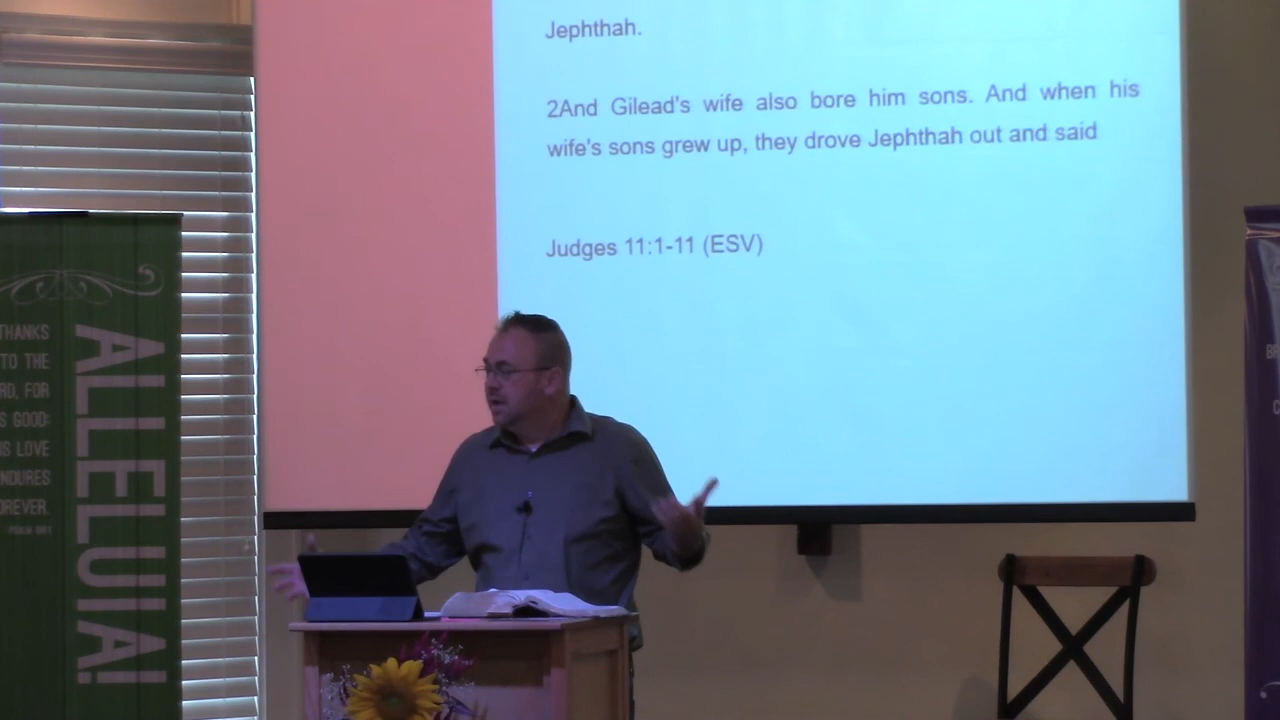 Jephthah.
2And Gilead's wife also bore him sons. And when his
wife's sons grew up, they drove Jephthah out and said
Judges 11:1-11 (ESV)
THANKS
TO THE
RD, FOR
S GOOD:
IS LOVE
NDURES
OREVER.
ALLELUIA!